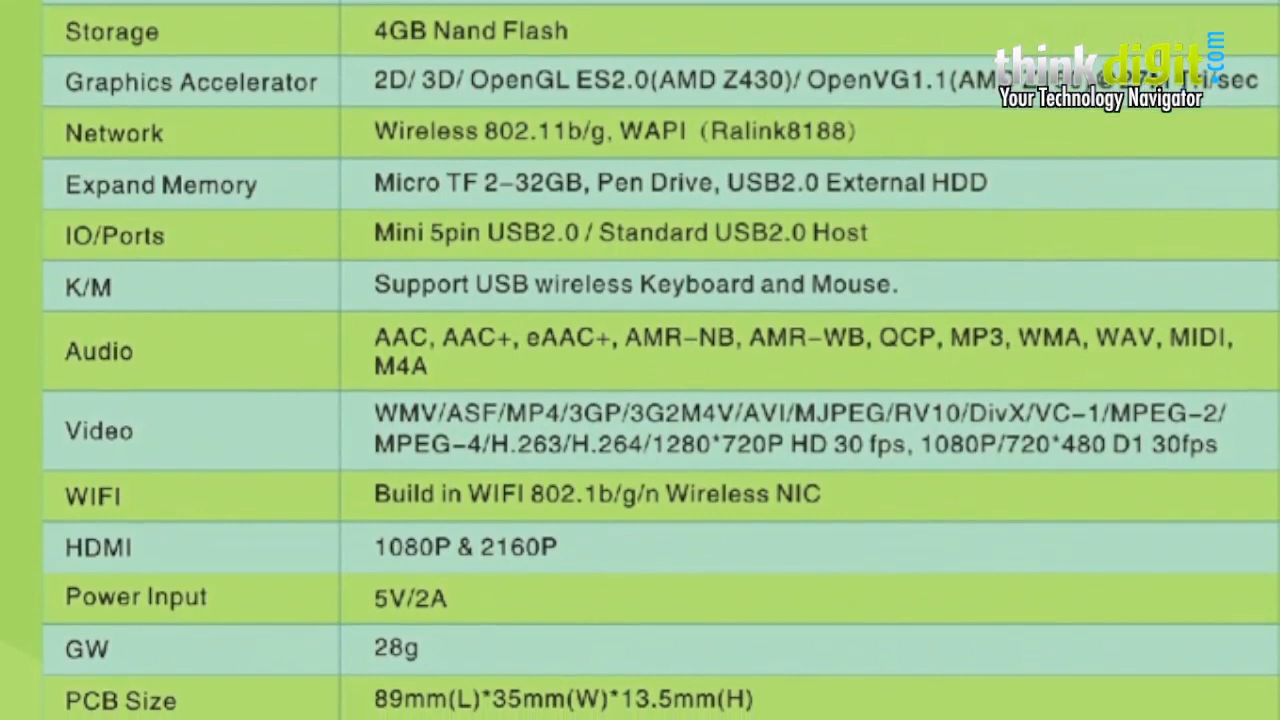 Storage 4GB Nand Flash
thinkdigit.com
Your Technology Navigator
Graphics Accelerator 2D/ 3D/ OpenGL ES2.0(AMD Z430)/ OpenVG1.1(AM Tri/sec
Network Wireless 802.11b/g, WAPI (Ralink8188)
Expand Memory Micro TF 2–32GB, Pen Drive, USB2.0 External HDD
IO/Ports Mini 5pin USB2.0 / Standard USB2.0 Host
K/M Support USB wireless Keyboard and Mouse.
Audio AAC, AAC+, eAAC+, AMR–NB, AMR–WB, QCP, MP3, WMA, WAV, MIDI,
M4A
Video WMV/ASF/MP4/3GP/3G2M4V/AVI/MJPEG/RV10/DivX/VC–1/MPEG–2/
MPEG–4/H.263/H.264/1280*720P HD 30 fps, 1080P/720*480 D1 30fps
WIFI Build in WIFI 802.1b/g/n Wireless NIC
HDMI 1080P & 2160P
Power Input 5V/2A
GW 28g
PCB Size 89mm(L)*35mm(W)*13.5mm(H)